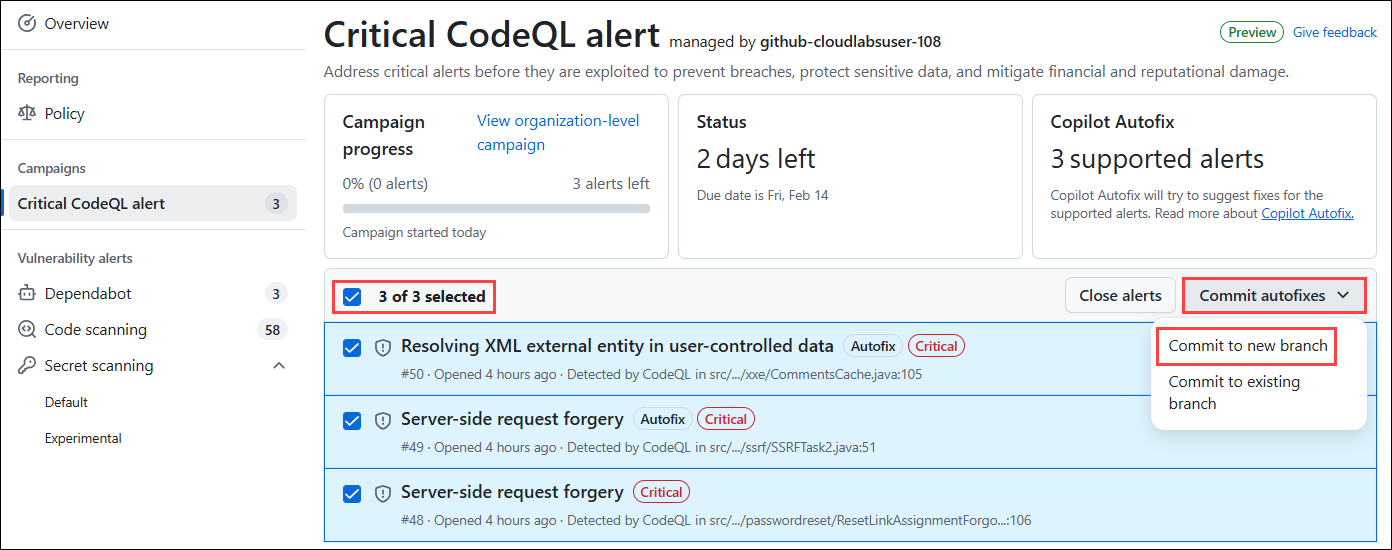 Overview
Reporting
Policy
Campaigns
Critical CodeQL alert 3
Vulnerability alerts
Dependabot 3
Code scanning 58
Secret scanning
Default
Experimental
Critical CodeQL alert managed by github-cloudlabsuser-108
Preview Give feedback
Address critical alerts before they are exploited to prevent breaches, protect sensitive data, and mitigate financial and reputational damage.
Campaign
progress
View organization-level
campaign
0% (0 alerts) 3 alerts left
Campaign started today
Status
2 days left
Due date is Fri, Feb 14
Copilot Autofix
3 supported alerts
Copilot Autofix will try to suggest fixes for the
supported alerts. Read more about Copilot Autofix.
3 of 3 selected
Close alerts
Commit autofixes
Commit to new branch
Commit to existing
branch
Resolving XML external entity in user-controlled data Autofix Critical
#50 · Opened 4 hours ago · Detected by CodeQL in src/.../xxe/CommentsCache.java:105
Server-side request forgery Autofix Critical
#49 · Opened 4 hours ago · Detected by CodeQL in src/.../ssrf/SSRFTask2.java:51
Server-side request forgery Critical
#48 · Opened 4 hours ago · Detected by CodeQL in src/.../passwordreset/ResetLinkAssignmentForgo...:106